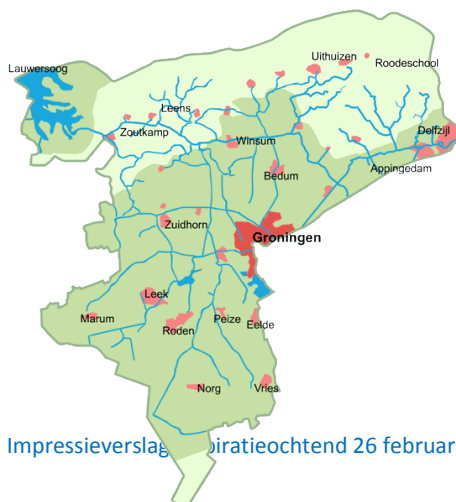 Lauwersoog
Uithuizen
Roodeschool
Leens
Zoutkamp
Winsum
Delfzijl
Appingedam
Bedum
Zuidhorn
Groningen
Leek
Marum
Roden
Peize
Eelde
Norg
Vries
Impressieverslag piratieochtend 26 februar